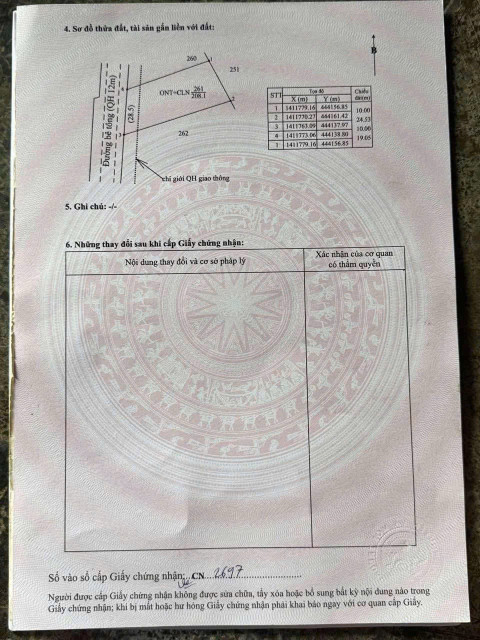 4. Sơ đồ thửa đất, tài sản gắn liền với đất:
B
260
1
251
ONT+CLN 261
208.1
2
4
(28.5)
3
262
Đường bê tông (QH 12m)
chỉ giới QH giao thông
STT Tọa độ Chiều dài(m)
X (m) Y (m)
1 1411779.16 444156.85
10.00
2 1411770.27 444161.42
24.53
3 1411763.09 444137.97
10.00
4 1411773.06 444138.80
19.05
1 1411779.16 444156.85
5. Ghi chú: -/-
6. Những thay đổi sau khi cấp Giấy chứng nhận:
Nội dung thay đổi và cơ sở pháp lý
Xác nhận của cơ quan
có thẩm quyền
Số vào sổ cấp Giấy chứng nhận: CN 2697
Người được cấp Giấy chứng nhận không được sửa chữa, tẩy xóa hoặc bổ sung bất kỳ nội dung nào trong
Giấy chứng nhận; khi bị mất hoặc hư hỏng Giấy chứng nhận phải khai báo ngay với cơ quan cấp Giấy.